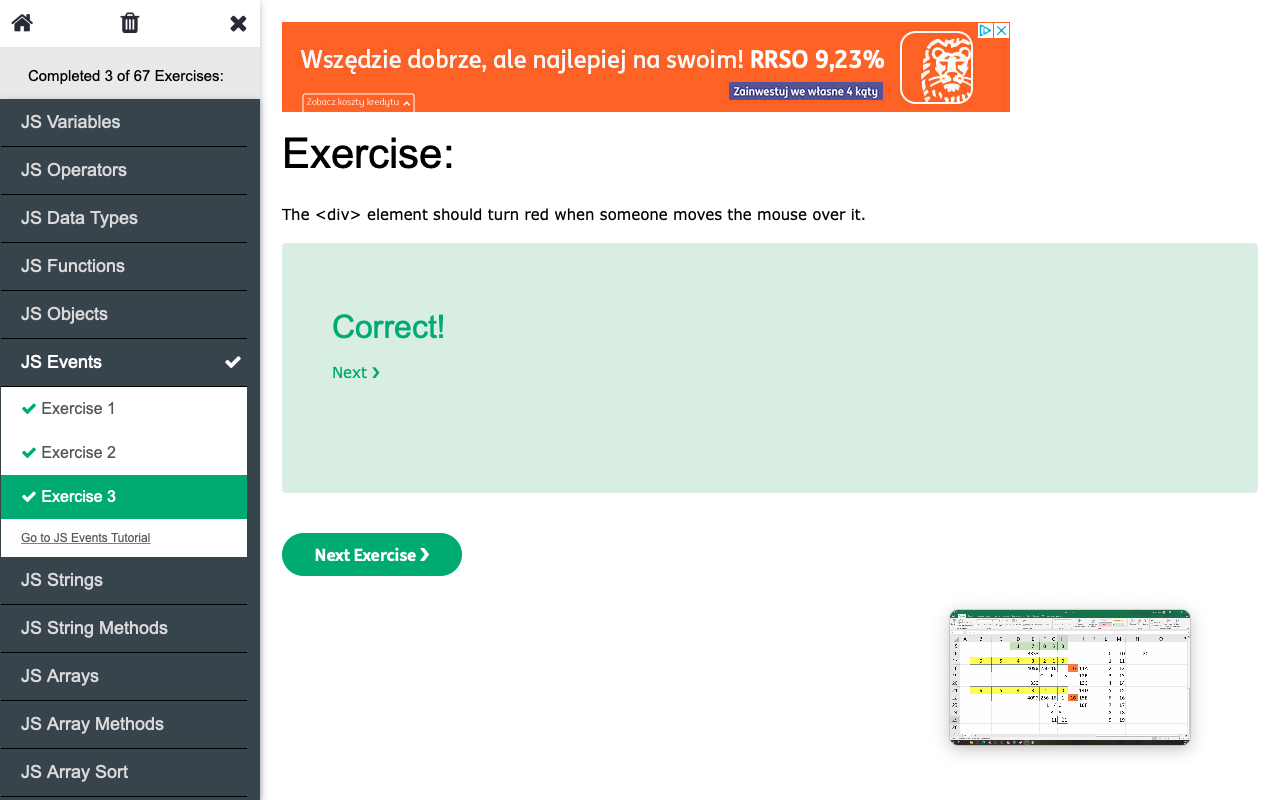 Completed 3 of 67 Exercises:
JS Variables
JS Operators
JS Data Types
JS Functions
JS Objects
JS Events
Exercise 1
Exercise 2
Exercise 3
Go to JS Events Tutorial
JS Strings
JS String Methods
JS Arrays
JS Array Methods
JS Array Sort
Wszędzie dobrze, ale najlepiej na swoim! RRSO 9,23%
Zainwestuj we własne 4 kąty
Zobacz koszty kredytu
Exercise:
The <div> element should turn red when someone moves the mouse over it.
Correct!
Next ❯
Next Exercise ❯